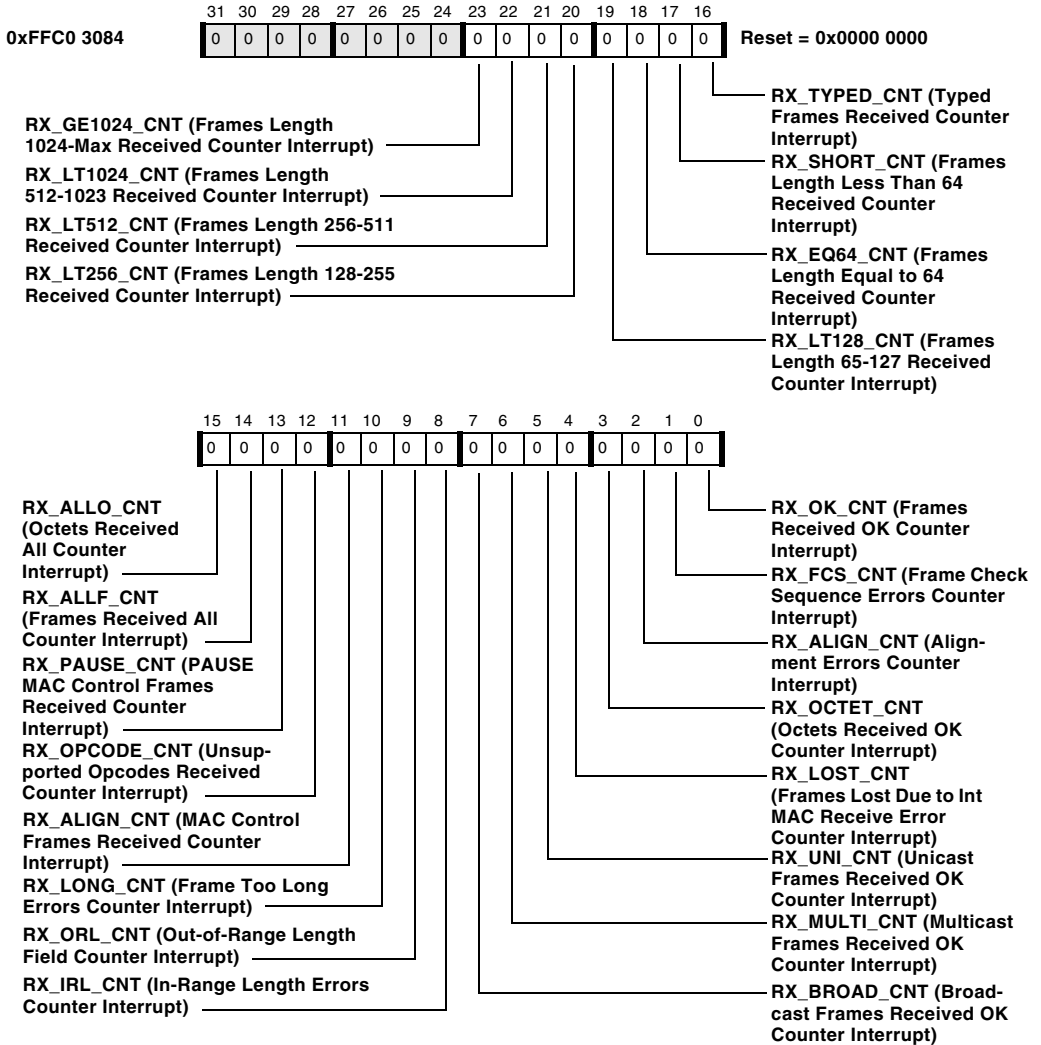 31 30 29 28 27 26 25 24 23 22 21 20 19 18 17 16
0xFFC0 3084
0 0 0 0 0 0 0 0 0 0 0 0 0 0 0 0
Reset = 0x0000 0000
RX_GE1024_CNT (Frames Length
1024-Max Received Counter Interrupt)
RX_LT1024_CNT (Frames Length
512-1023 Received Counter Interrupt)
RX_LT512_CNT (Frames Length 256-511
Received Counter Interrupt)
RX_LT256_CNT (Frames Length 128-255
Received Counter Interrupt)
RX_TYPED_CNT (Typed
Frames Received Counter
Interrupt)
RX_SHORT_CNT (Frames
Length Less Than 64
Received Counter
Interrupt)
RX_EQ64_CNT (Frames
Length Equal to 64
Received Counter
Interrupt)
RX_LT128_CNT (Frames
Length 65-127 Received
Counter Interrupt)
15 14 13 12 11 10 9 8 7 6 5 4 3 2 1 0
0 0 0 0 0 0 0 0 0 0 0 0 0 0 0 0
RX_ALLO_CNT
(Octets Received
All Counter
Interrupt)
RX_ALLF_CNT
(Frames Received All
Counter Interrupt)
RX_PAUSE_CNT (PAUSE
MAC Control Frames
Received Counter
Interrupt)
RX_OPCODE_CNT (Unsup-
ported Opcodes Received
Counter Interrupt)
RX_ALIGN_CNT (MAC Control
Frames Received Counter
Interrupt)
RX_LONG_CNT (Frame Too Long
Errors Counter Interrupt)
RX_ORL_CNT (Out-of-Range Length
Field Counter Interrupt)
RX_IRL_CNT (In-Range Length Errors
Counter Interrupt)
RX_OK_CNT (Frames
Received OK Counter
Interrupt)
RX_FCS_CNT (Frame Check
Sequence Errors Counter
Interrupt)
RX_ALIGN_CNT (Align-
ment Errors Counter
Interrupt)
RX_OCTET_CNT
(Octets Received OK
Counter Interrupt)
RX_LOST_CNT
(Frames Lost Due to Int
MAC Receive Error
Counter Interrupt)
RX_UNI_CNT (Unicast
Frames Received OK
Counter Interrupt)
RX_MULTI_CNT (Multicast
Frames Received OK
Counter Interrupt)
RX_BROAD_CNT (Broad-
cast Frames Received OK
Counter Interrupt)